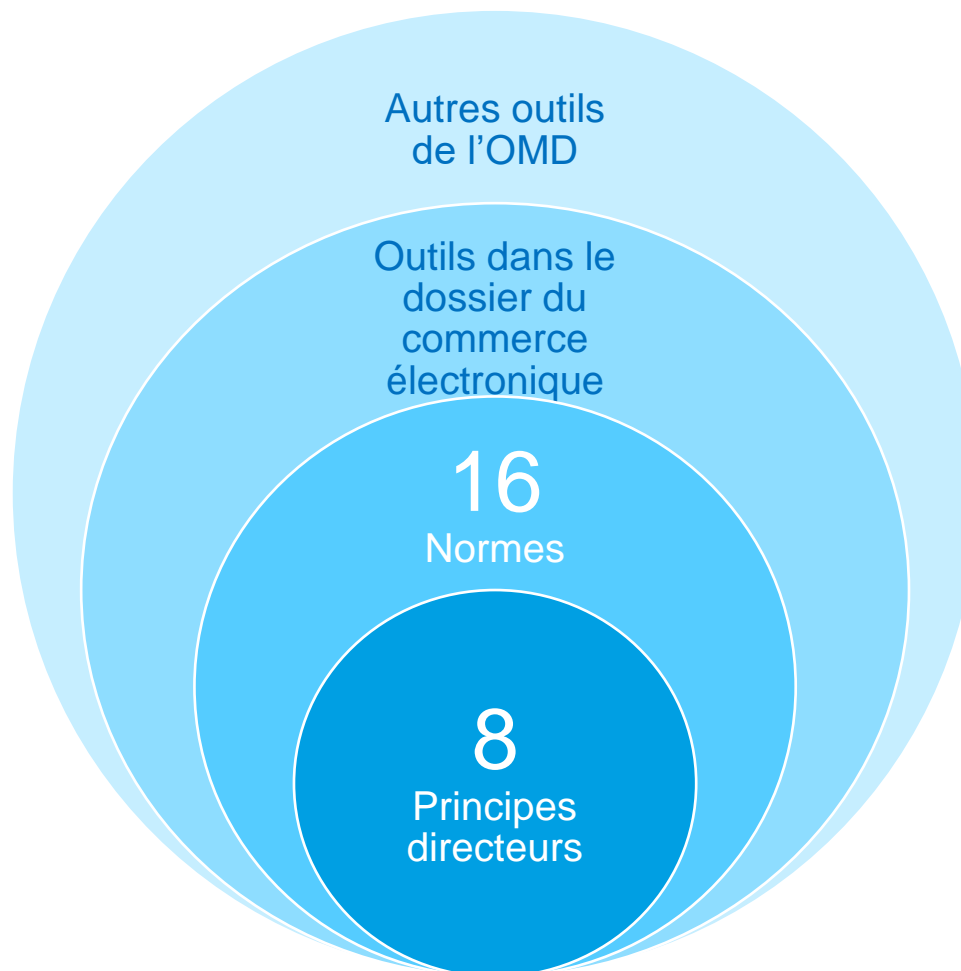 Autres outils
de l’OMD
Outils dans le
dossier du
commerce
électronique
16
Normes
8
Principes
directeurs